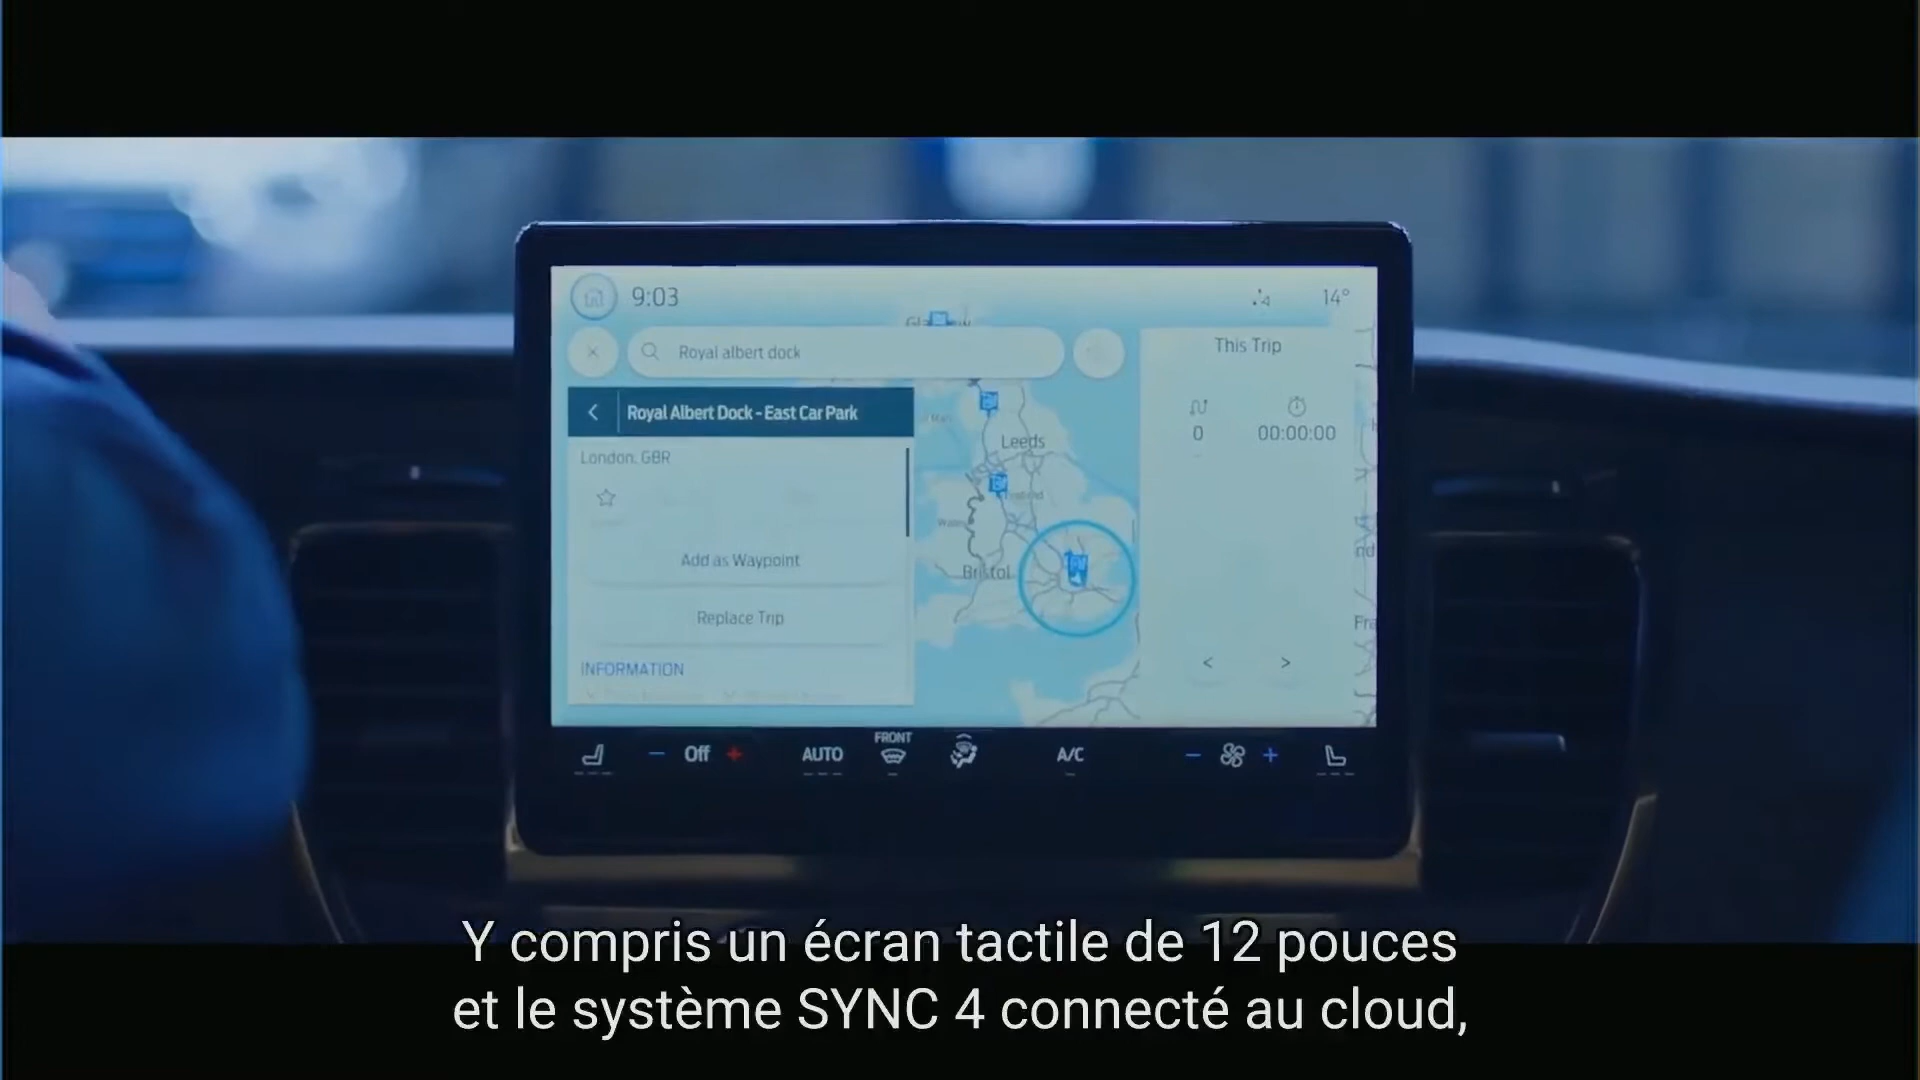 9:03
14°
Royal albert dock
This Trip
Royal Albert Dock - East Car Park
London, GBR
0
00:00:00
Leeds
Add as Waypoint
Bristol
Replace Trip
INFORMATION
< >
− Off +
AUTO
FRONT
A/C
− +
Y compris un écran tactile de 12 pouces
et le système SYNC 4 connecté au cloud,